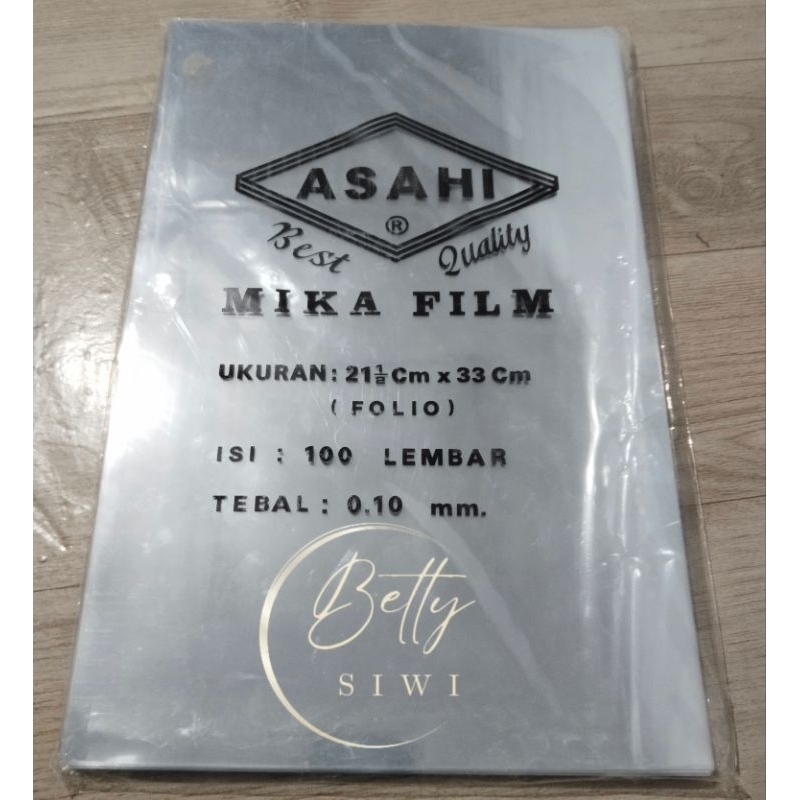 ASAHI
®
Best Quality
MIKA FILM
UKURAN: 21½ Cm x 33 Cm
( FOLIO )
ISI : 100 LEMBAR
TEBAL : 0.10 mm.
Betty
SIWI